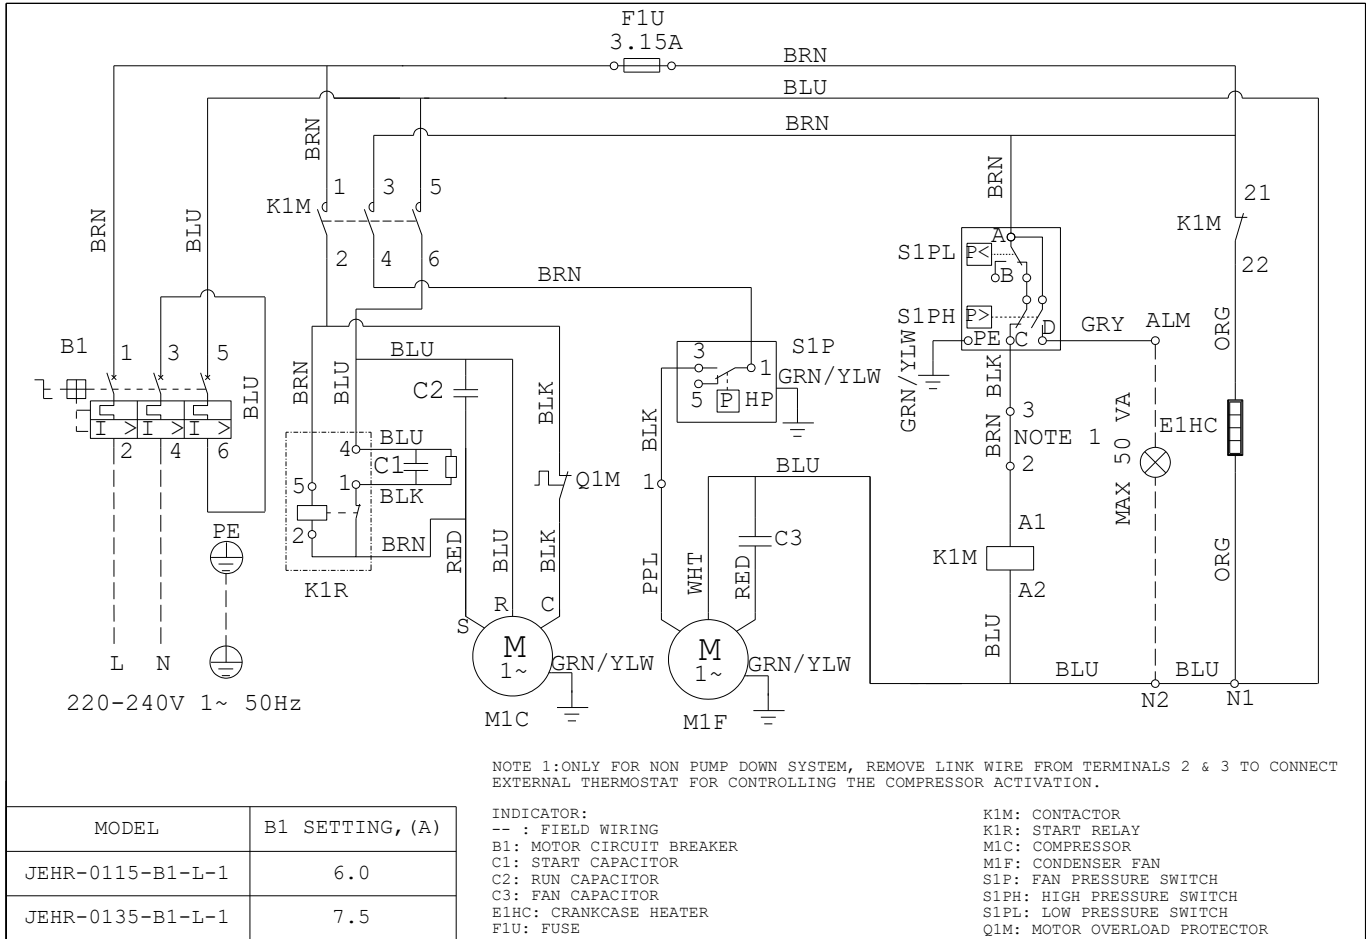 F1U
3.15A
BRN
BLU
BRN
BRN
BRN
BLU
BRN
K1M
1 3 5
2 4 6
21
K1M
22
S1PL
P<
A
B
S1PH
P>
PE
C
D
GRY
ALM
BRN
B1
1 3 5
I > I > I >
2 4 6
BLU
BRN
BLU
BLU
C2
BLK
3
1
5
P
HP
S1P
GRN/YLW
GRN/YLW
BLK
ORG
BLK
3
BRN
NOTE 1
2
MAX 50 VA
E1HC
4
BLU
C1
5
1
BLK
2
BRN
K1R
Q1M
1
BLU
RED
BLU
BLK
PPL
WHT
RED
C3
A1
K1M
A2
BLU
ORG
PE
L N
220-240V 1~ 50Hz
S
R
C
M
1~
GRN/YLW
M1C
M
1~
GRN/YLW
M1F
BLU
BLU
N2
N1
NOTE 1:ONLY FOR NON PUMP DOWN SYSTEM, REMOVE LINK WIRE FROM TERMINALS 2 & 3 TO CONNECT
EXTERNAL THERMOSTAT FOR CONTROLLING THE COMPRESSOR ACTIVATION.
MODEL B1 SETTING,(A)
JEHR-0115-B1-L-1 6.0
JEHR-0135-B1-L-1 7.5
INDICATOR:
-- : FIELD WIRING
B1: MOTOR CIRCUIT BREAKER
C1: START CAPACITOR
C2: RUN CAPACITOR
C3: FAN CAPACITOR
E1HC: CRANKCASE HEATER
F1U: FUSE
K1M: CONTACTOR
K1R: START RELAY
M1C: COMPRESSOR
M1F: CONDENSER FAN
S1P: FAN PRESSURE SWITCH
S1PH: HIGH PRESSURE SWITCH
S1PL: LOW PRESSURE SWITCH
Q1M: MOTOR OVERLOAD PROTECTOR